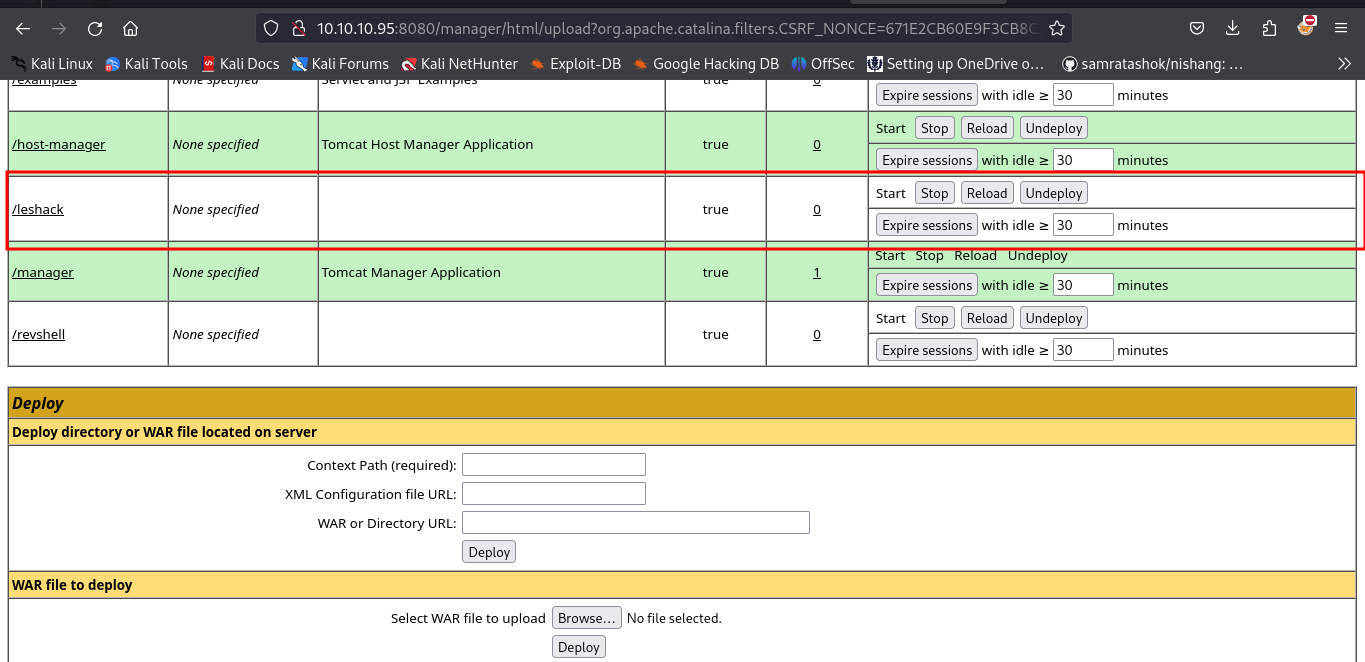 10.10.10.95:8080/manager/html/upload?org.apache.catalina.filters.CSRF_NONCE=671E2CB60E9F3CB8C
Kali Linux Kali Tools Kali Docs Kali Forums Kali NetHunter Exploit-DB Google Hacking DB OffSec Setting up OneDrive o… samratashok/nishang: …
/examples None specified Servlet and JSP Examples true 0
Expire sessions with idle ≥ 30 minutes
/host-manager None specified Tomcat Host Manager Application true 0
Start Stop Reload Undeploy
Expire sessions with idle ≥ 30 minutes
/leshack None specified true 0
Start Stop Reload Undeploy
Expire sessions with idle ≥ 30 minutes
/manager None specified Tomcat Manager Application true 1
Start Stop Reload Undeploy
Expire sessions with idle ≥ 30 minutes
/revshell None specified true 0
Start Stop Reload Undeploy
Expire sessions with idle ≥ 30 minutes
Deploy
Deploy directory or WAR file located on server
Context Path (required):
XML Configuration file URL:
WAR or Directory URL:
Deploy
WAR file to deploy
Select WAR file to upload Browse… No file selected.
Deploy